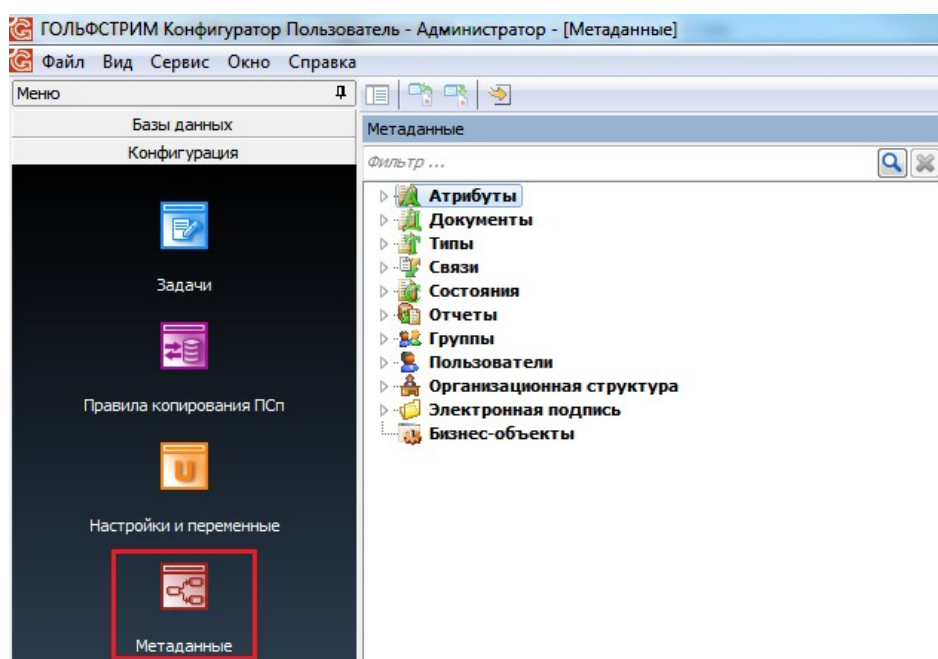 ГОЛЬФСТРИМ Конфигуратор Пользователь - Администратор - [Метаданные]
Файл Вид Сервис Окно Справка
Меню
Базы данных
Конфигурация
Задачи
Правила копирования ПСп
Настройки и переменные
Метаданные
Метаданные
Фильтр ...
Атрибуты
Документы
Типы
Связи
Состояния
Отчеты
Группы
Пользователи
Организационная структура
Электронная подпись
Бизнес-объекты